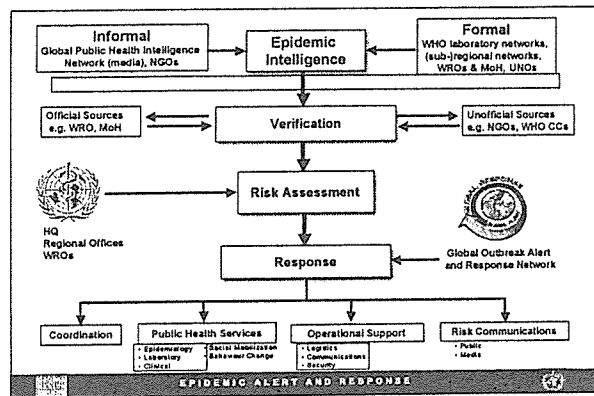 Informal
Global Public Health Intelligence
Network (media), NGOs
Epidemic
Intelligence
Formal
WHO laboratory networks,
(sub-)regional networks,
WROs & MoH, UNOs
Official Sources
e.g. WRO, MoH
Verification
Unofficial Sources
e.g. NGOs, WHO CCs
Risk Assessment
HQ
Regional Offices
WROs
Response
Global Outbreak Alert
and Response Network
Coordination
Public Health Services
• Epidemiology
• Laboratory
• Clinical
• Social Mobilization
• Behaviour Change
Operational Support
• Logistics
• Communications
• Security
Risk Communications
• Public
• Media
EPIDEMIC ALERT AND RESPONSE